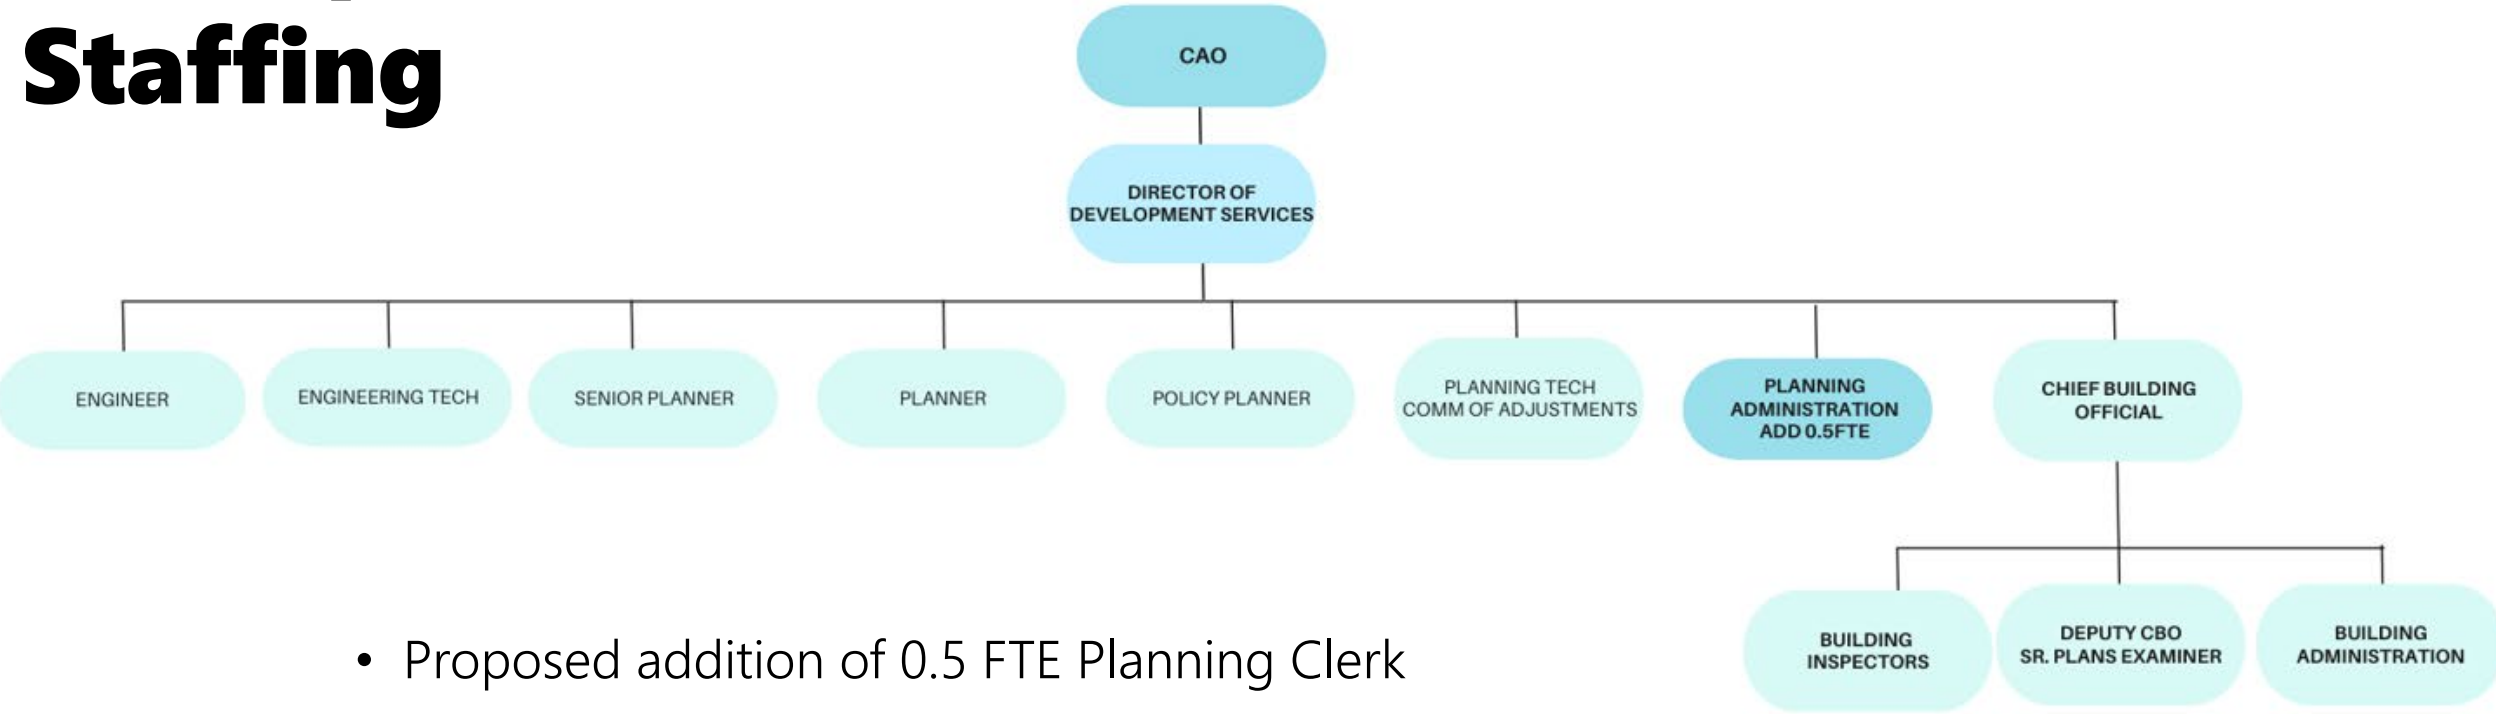 Staffing
CAO
DIRECTOR OF
DEVELOPMENT SERVICES
ENGINEER
ENGINEERING TECH
SENIOR PLANNER
PLANNER
POLICY PLANNER
PLANNING TECH
COMM OF ADJUSTMENTS
PLANNING
ADMINISTRATION
ADD 0.5FTE
CHIEF BUILDING
OFFICIAL
BUILDING
INSPECTORS
DEPUTY CBO
SR. PLANS EXAMINER
BUILDING
ADMINISTRATION
• Proposed addition of 0.5 FTE Planning Clerk